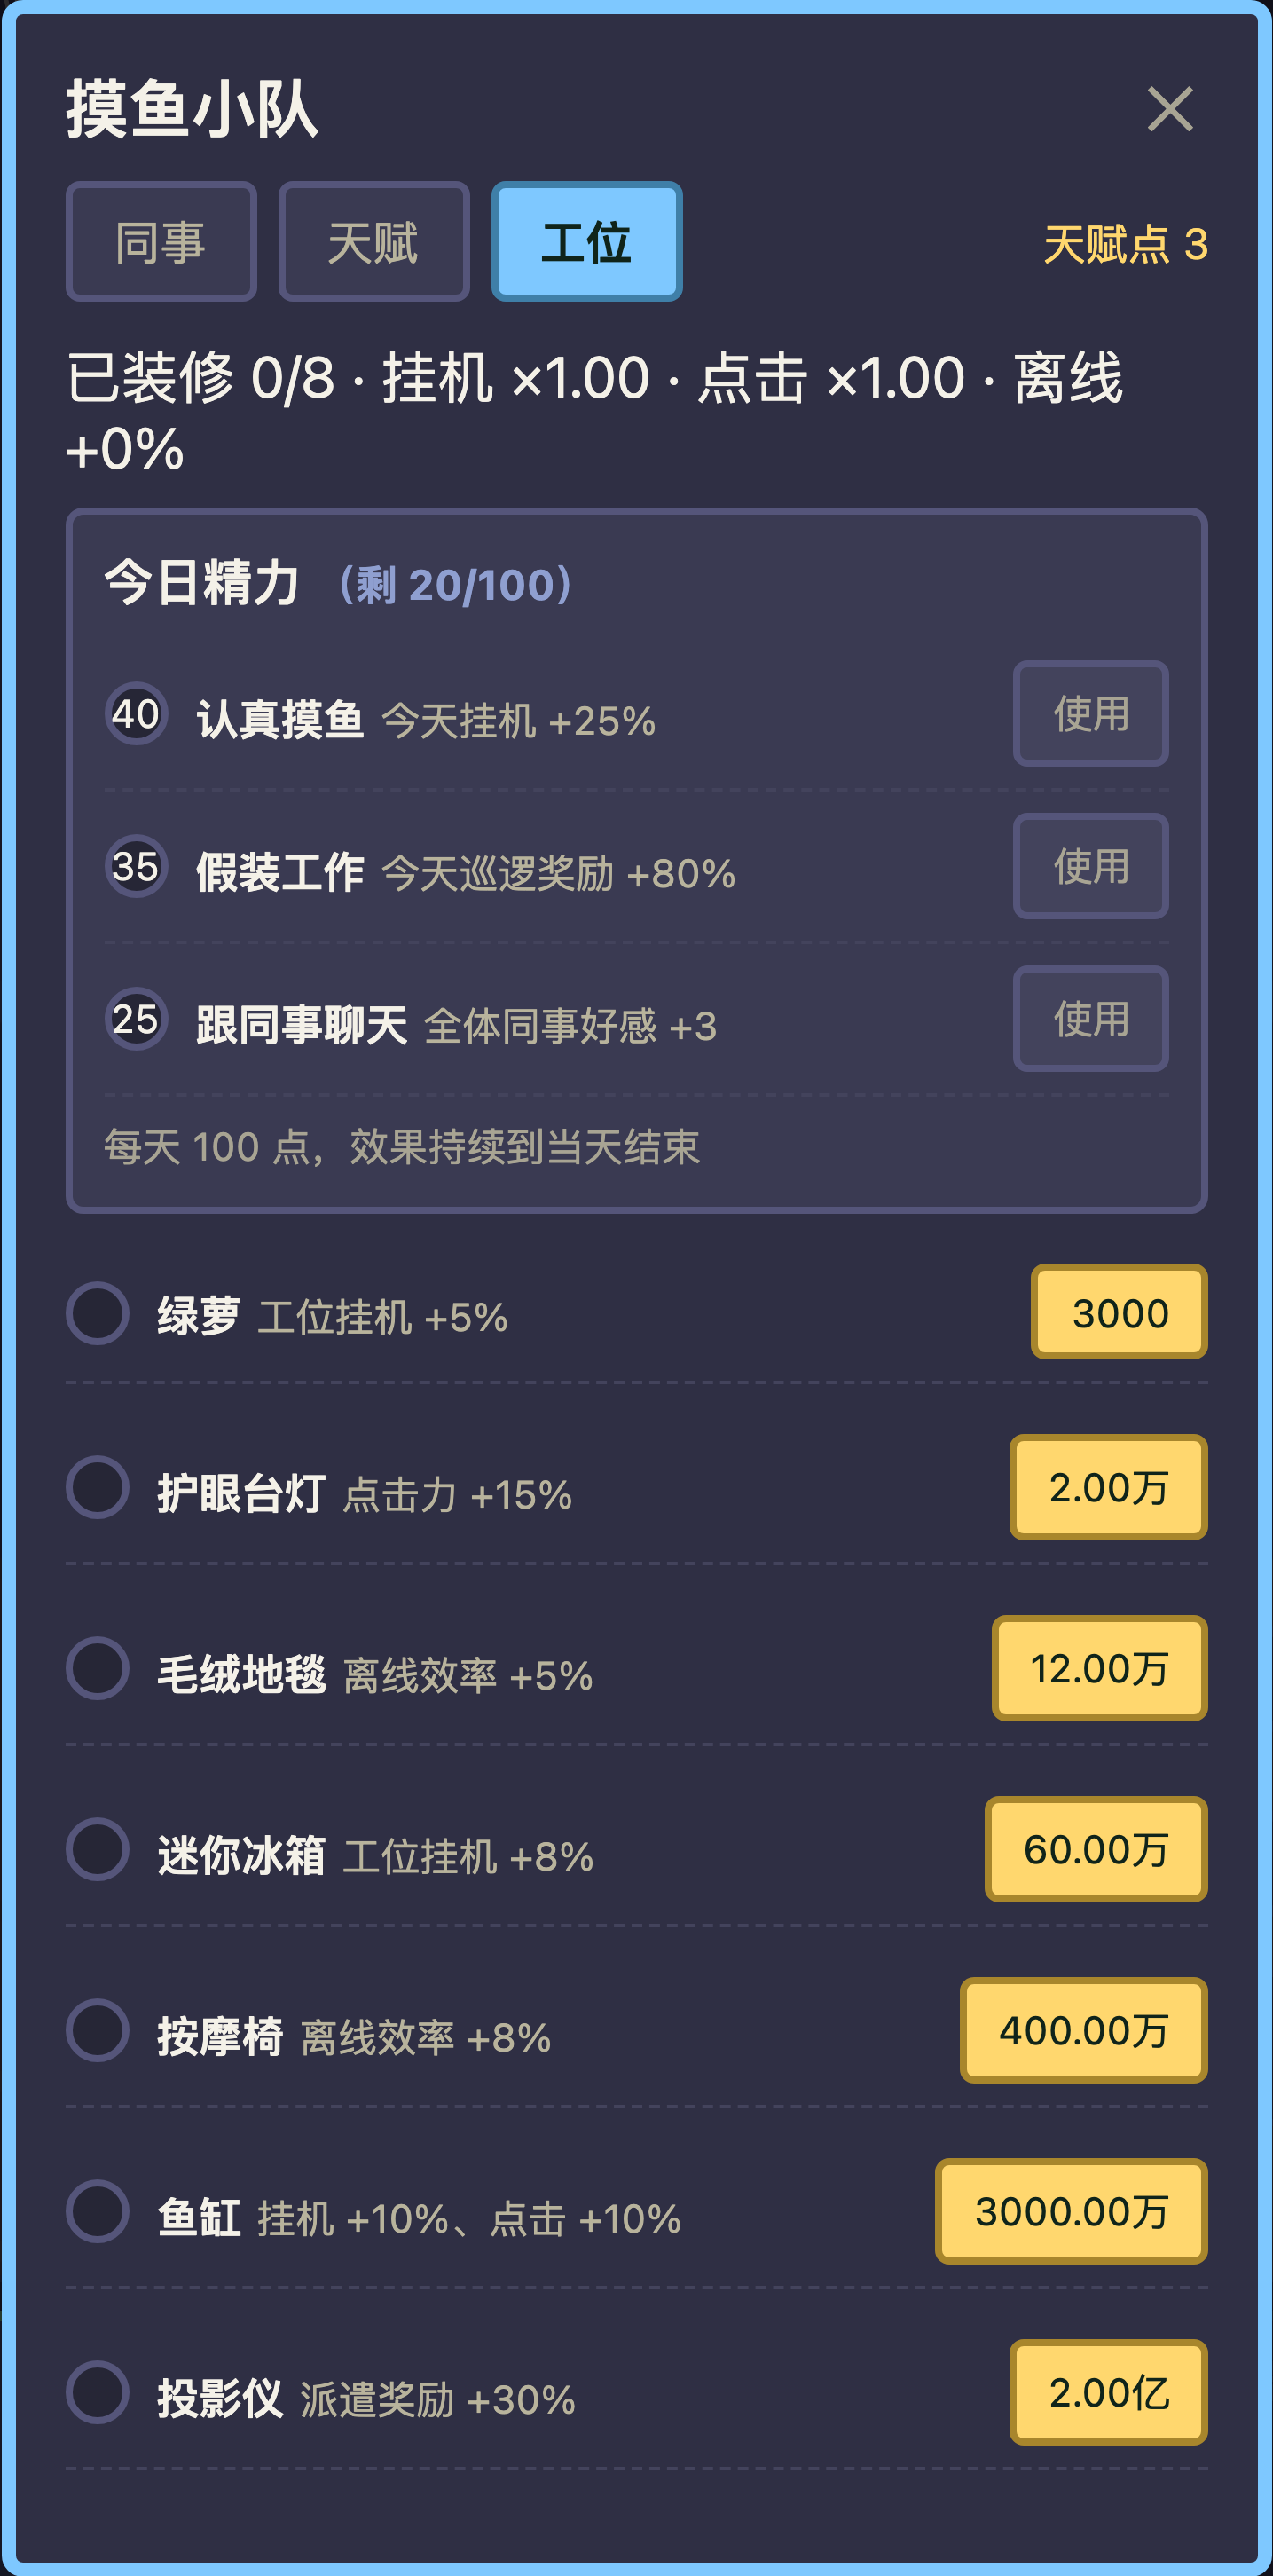 摸鱼小队
同事 天赋 工位 天赋点 3
已装修 0/8 · 挂机 ×1.00 · 点击 ×1.00 · 离线
+0%
今日精力 （剩 20/100）
40 认真摸鱼 今天挂机 +25% 使用
35 假装工作 今天巡逻奖励 +80% 使用
25 跟同事聊天 全体同事好感 +3 使用
每天 100 点，效果持续到当天结束
绿萝 工位挂机 +5% 3000
护眼台灯 点击力 +15% 2.00万
毛绒地毯 离线效率 +5% 12.00万
迷你冰箱 工位挂机 +8% 60.00万
按摩椅 离线效率 +8% 400.00万
鱼缸 挂机 +10%、点击 +10% 3000.00万
投影仪 派遣奖励 +30% 2.00亿